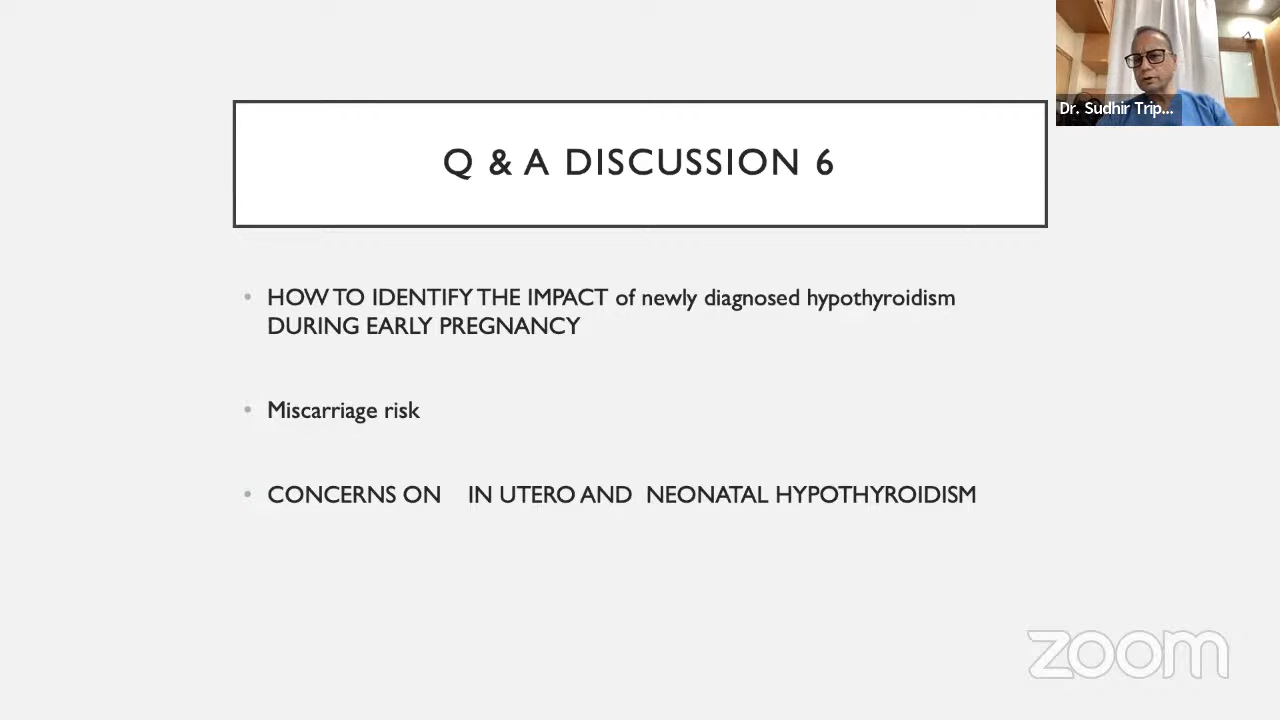 Dr. Sudhir Trip...
Q & A DISCUSSION 6
• HOW TO IDENTIFY THE IMPACT of newly diagnosed hypothyroidism
DURING EARLY PREGNANCY
• Miscarriage risk
• CONCERNS ON IN UTERO AND NEONATAL HYPOTHYROIDISM
zoom